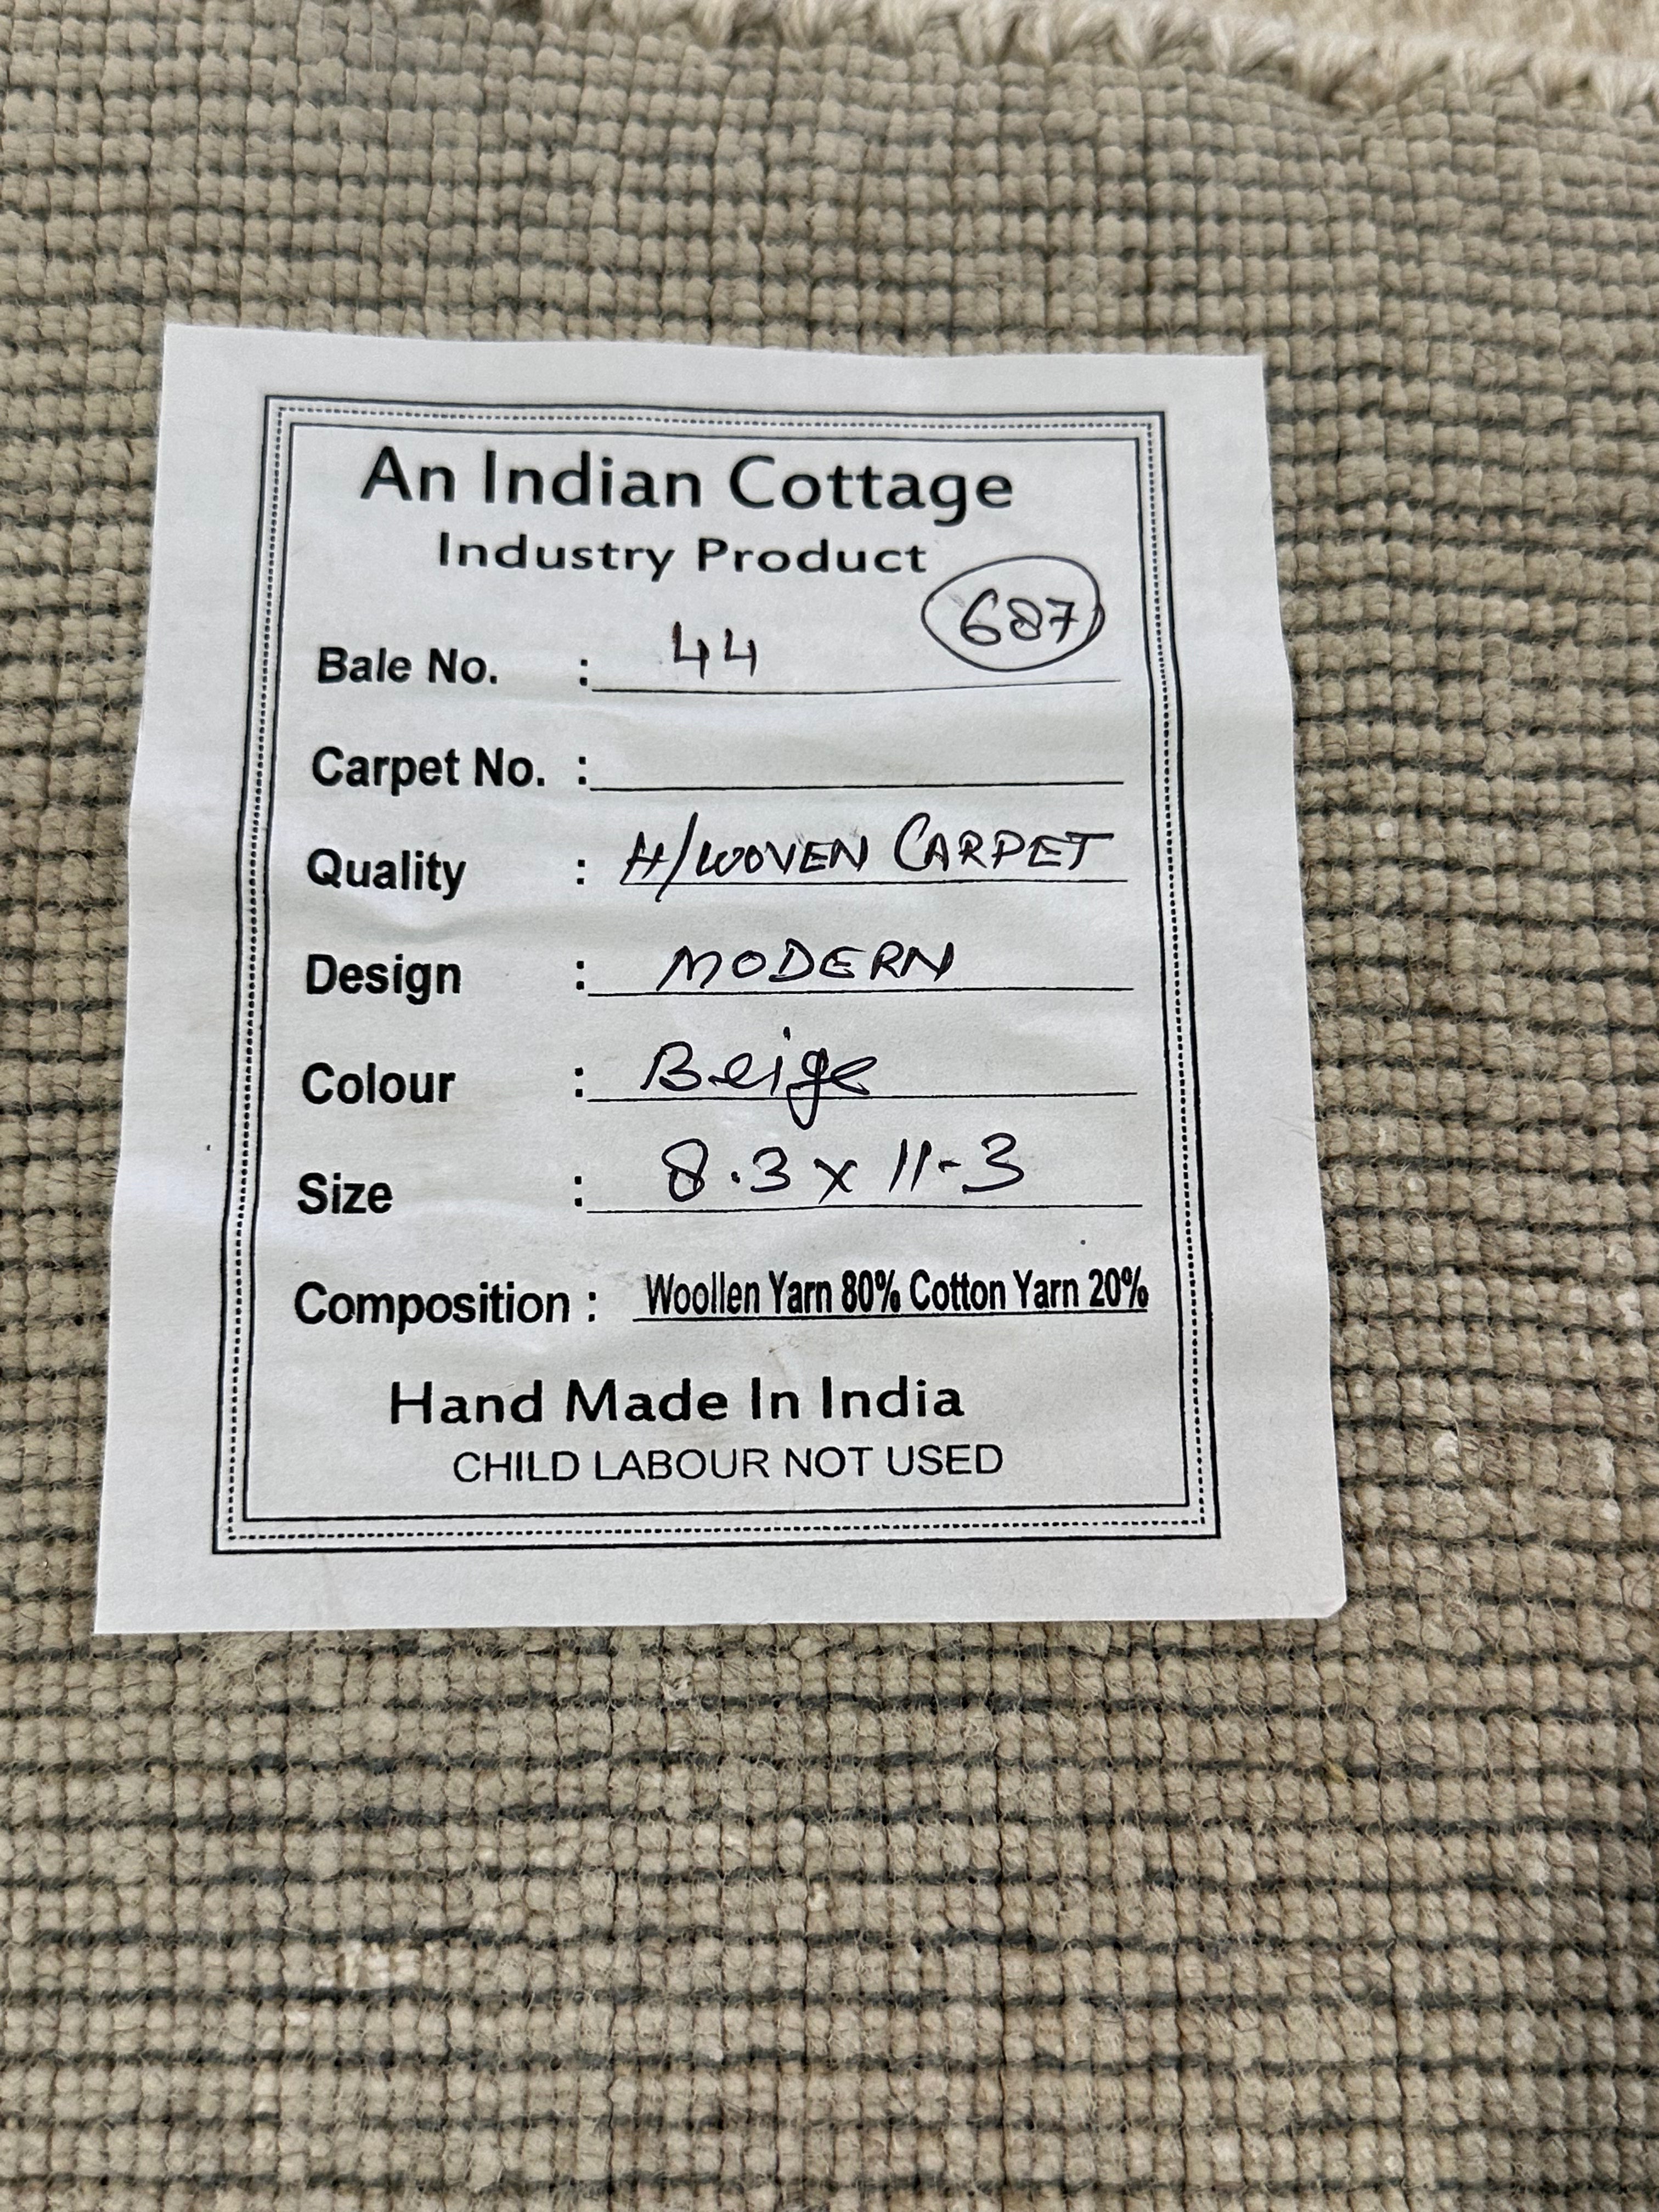 An Indian Cottage
Industry Product
687
Bale No. : 44
Carpet No. :
Quality : H/WOVEN CARPET
Design : MODERN
Colour : Beige
Size : 8.3 x 11-3
Composition : Woollen Yarn 80% Cotton Yarn 20%
Hand Made In India
CHILD LABOUR NOT USED